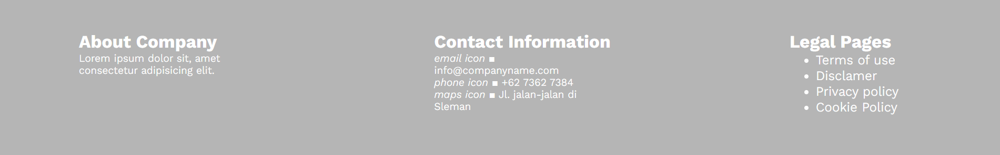 About Company
Lorem ipsum dolor sit, amet
consectetur adipisicing elit.
Contact Information
email icon ■
info@companyname.com
phone icon ■ +62 7362 7384
maps icon ■ Jl. jalan-jalan di
Sleman
Legal Pages
• Terms of use
• Disclamer
• Privacy policy
• Cookie Policy